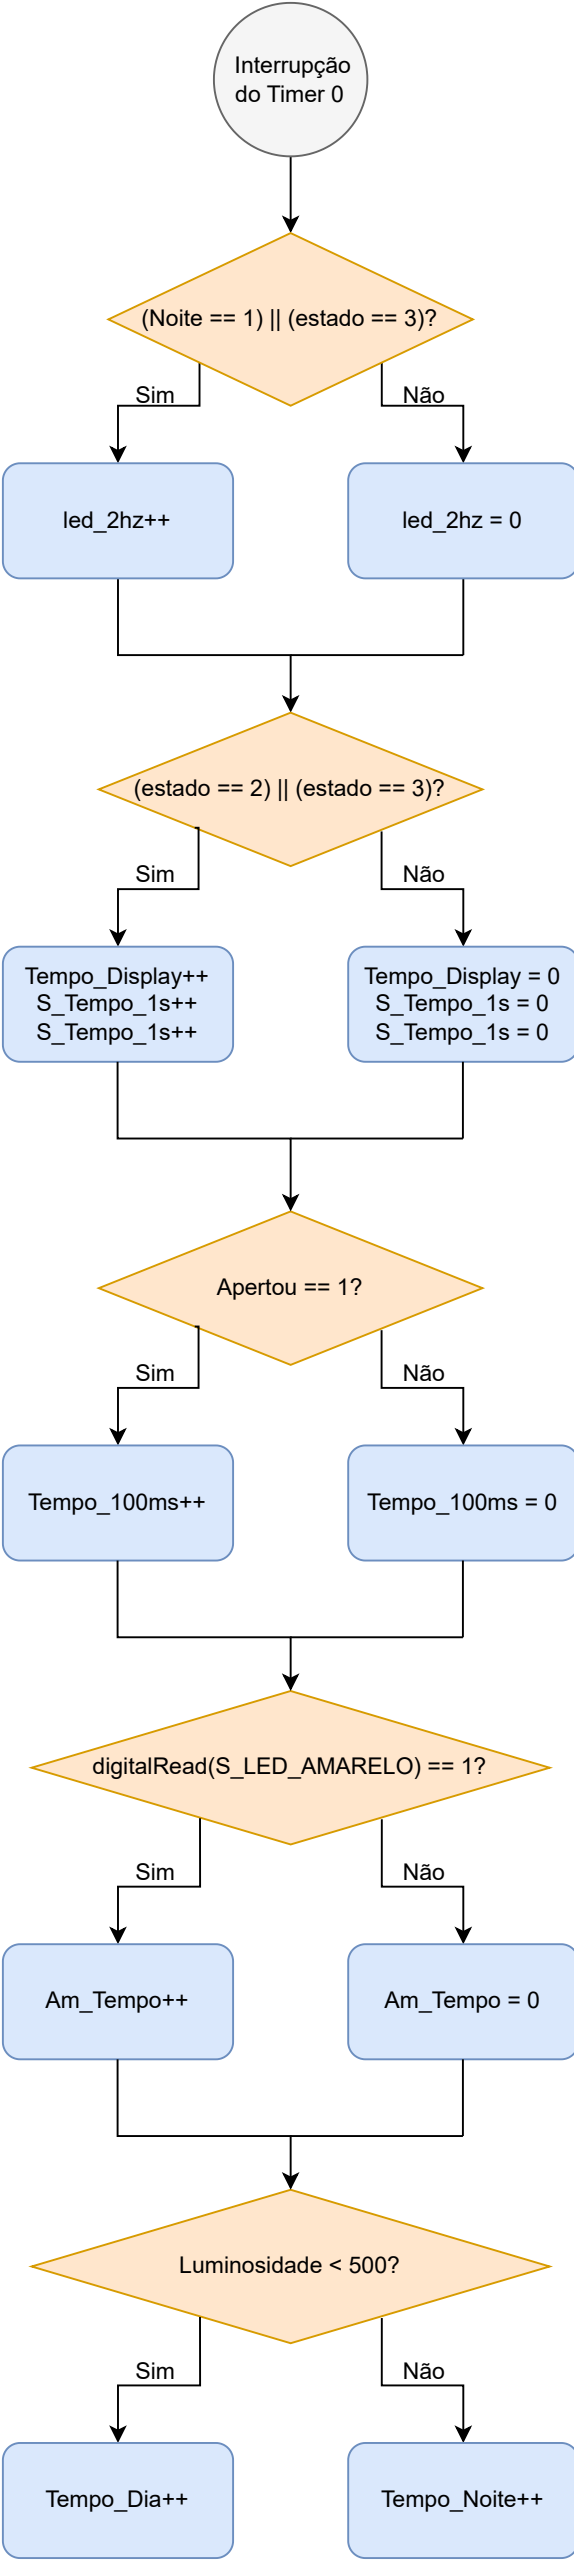 Interrupção
do Timer 0
(Noite == 1) || (estado == 3)?
Sim
Não
led_2hz++
led_2hz = 0
(estado == 2) || (estado == 3)?
Sim
Não
Tempo_Display++
S_Tempo_1s++
S_Tempo_1s++
Tempo_Display = 0
S_Tempo_1s = 0
S_Tempo_1s = 0
Apertou == 1?
Sim
Não
Tempo_100ms++
Tempo_100ms = 0
digitalRead(S_LED_AMARELO) == 1?
Sim
Não
Am_Tempo++
Am_Tempo = 0
Luminosidade < 500?
Sim
Não
Tempo_Dia++
Tempo_Noite++